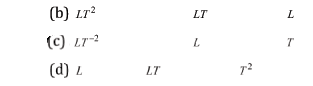 (b) LT² LT L
(c) LT⁻² L T
(d) L LT T²